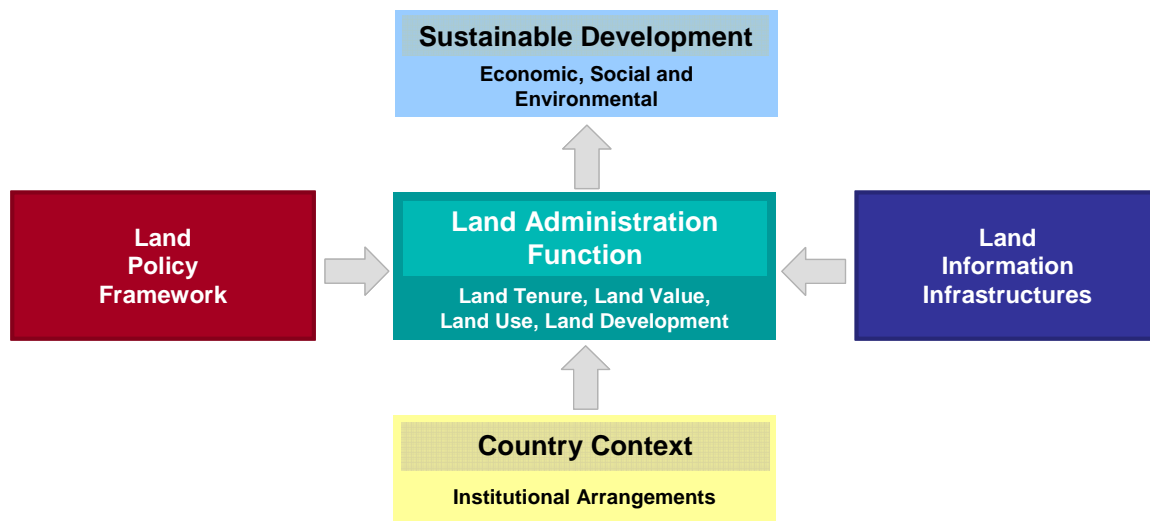 Sustainable Development
Economic, Social and
Environmental
Land
Policy
Framework
Land Administration
Function
Land Tenure, Land Value,
Land Use, Land Development
Land
Information
Infrastructures
Country Context
Institutional Arrangements